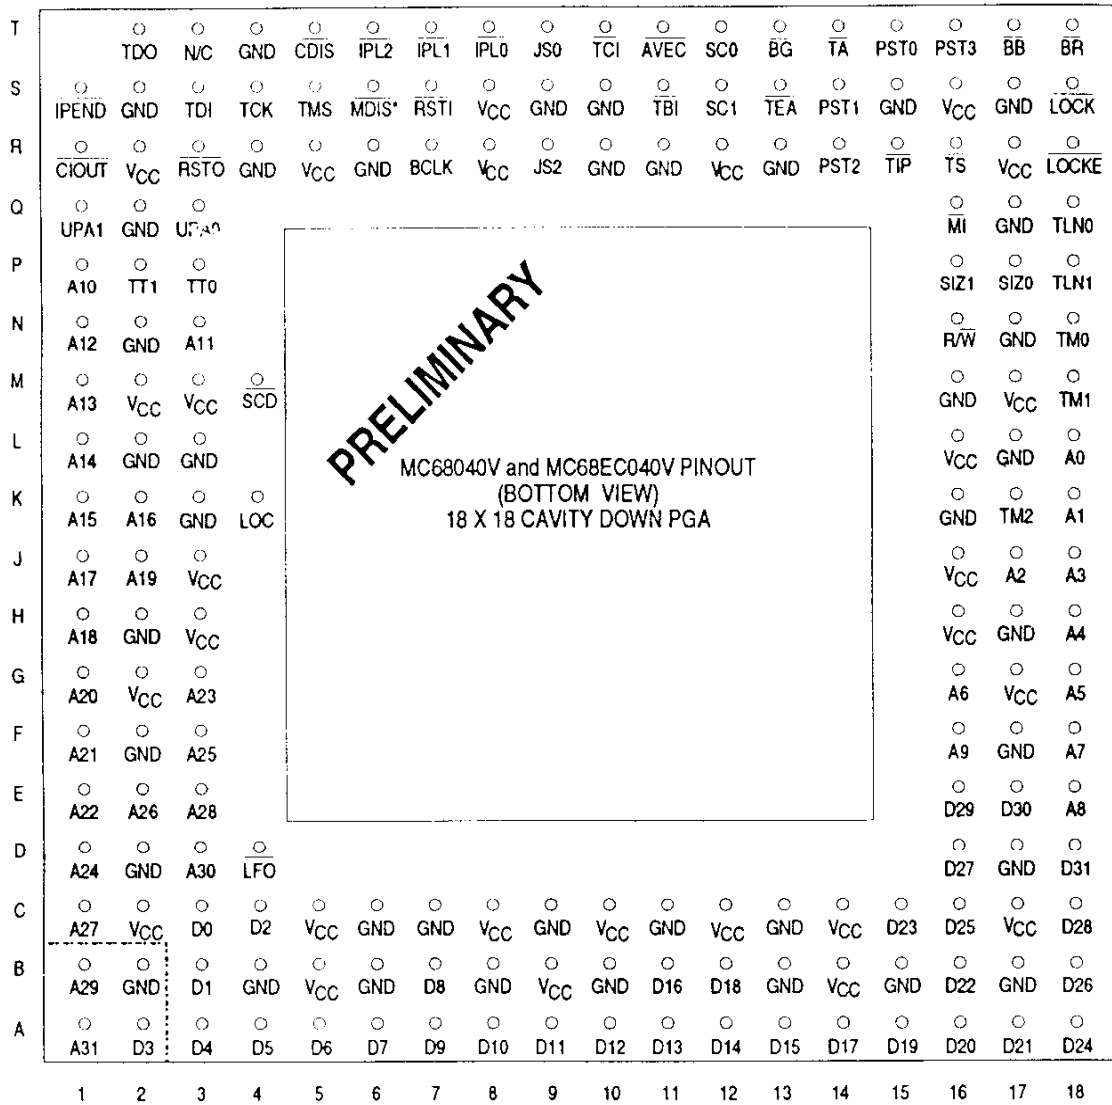 T
TDO N/C GND CDIS IPL2 IPL1 IPL0 JS0 TCI AVEC SC0 BG TA PST0 PST3 BB BR
S
IPEND GND TDI TCK TMS MDIS* RSTI VCC GND GND TBI SC1 TEA PST1 GND VCC GND LOCK
R
CIOUT VCC RSTO GND VCC GND BCLK VCC JS2 GND GND VCC GND PST2 TIP TS VCC LOCKE
Q
UPA1 GND UPA0 MI GND TLN0
P
A10 TT1 TT0 SIZ1 SIZ0 TLN1
N
A12 GND A11 R/W GND TM0
M
A13 VCC VCC SCD GND VCC TM1
L
A14 GND GND VCC GND A0
K
A15 A16 GND LOC GND TM2 A1
J
A17 A19 VCC VCC A2 A3
H
A18 GND VCC VCC GND A4
G
A20 VCC A23 A6 VCC A5
F
A21 GND A25 A9 GND A7
E
A22 A26 A28 D29 D30 A8
D
A24 GND A30 LFO D27 GND D31
C
A27 VCC D0 D2 VCC GND GND VCC GND VCC GND VCC GND VCC D23 D25 VCC D28
B
A29 GND D1 GND VCC GND D8 GND VCC GND D16 D18 GND VCC GND D22 GND D26
A
A31 D3 D4 D5 D6 D7 D9 D10 D11 D12 D13 D14 D15 D17 D19 D20 D21 D24
1 2 3 4 5 6 7 8 9 10 11 12 13 14 15 16 17 18
PRELIMINARY
MC68040V and MC68EC040V PINOUT
(BOTTOM VIEW)
18 X 18 CAVITY DOWN PGA